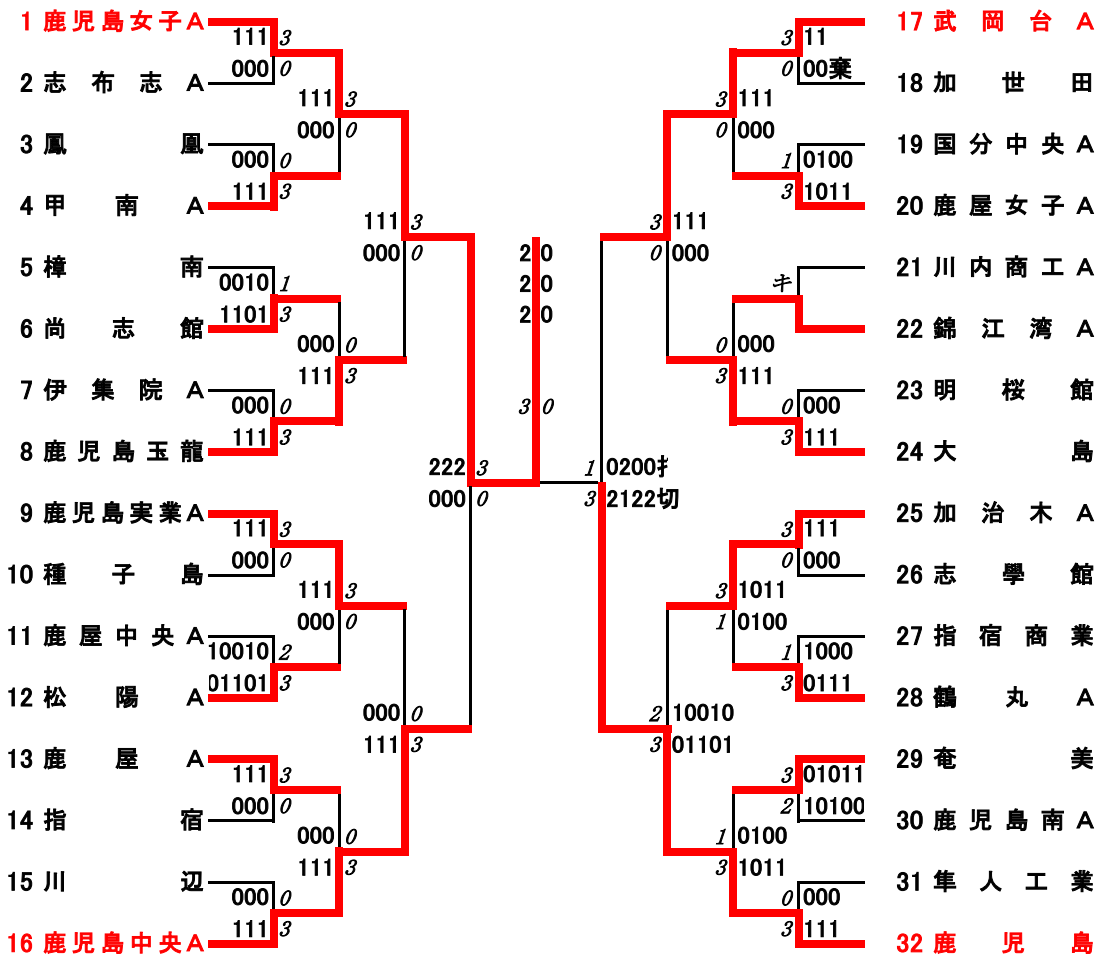 1 鹿児島女子A
111 3
000 0
2 志布志A
111 3
000 0
3 鳳凰
000 0
111 3
4 甲南A
111 3
000 0
5 樟南
0010 1
1101 3
6 尚志館
000 0
111 3
7 伊集院A
000 0
111 3
8 鹿児島玉龍
222 3
000 0
9 鹿児島実業A
111 3
000 0
10 種子島
111 3
000 0
11 鹿屋中央A
10010 2
01101 3
12 松陽A
000 0
111 3
13 鹿屋A
111 3
000 0
14 指宿
000 0
111 3
15 川辺
000 0
111 3
16 鹿児島中央A
2 0
2 0
2 0
3 0
17 武岡台A
3 11
0 00棄
18 加世田
3 111
0 000
19 国分中央A
1 0100
3 1011
20 鹿屋女子A
3 111
0 000
21 川内商工A
キ
22 錦江湾A
0 000
3 111
23 明桜館
0 000
3 111
24 大島
1 0200
3 2122切
25 加治木A
3 111
0 000
26 志學館
3 1011
1 0100
27 指宿商業
1 1000
3 0111
28 鶴丸A
2 10010
3 01101
29 奄美
3 01011
2 10100
30 鹿児島南A
1 0100
3 1011
31 隼人工業
0 000
3 111
32 鹿児島